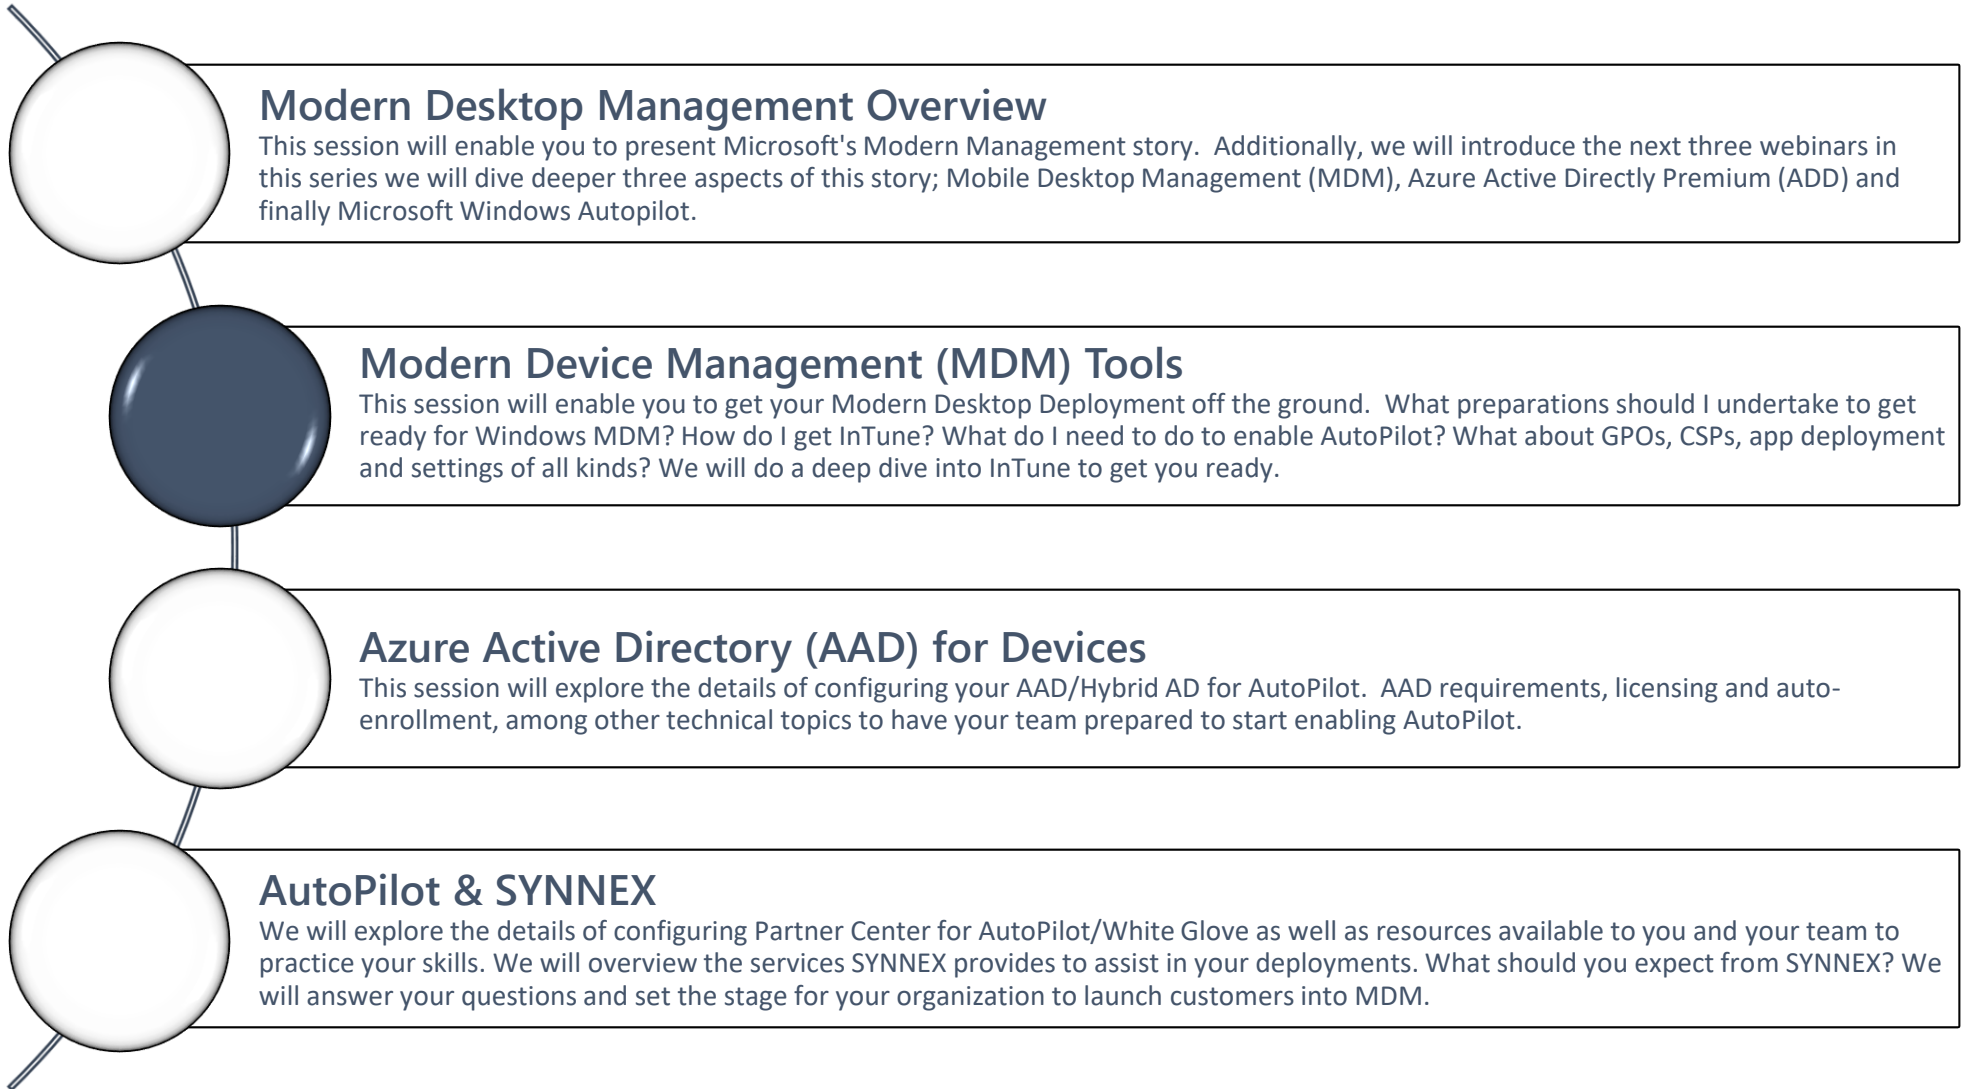 Modern Desktop Management Overview
This session will enable you to present Microsoft's Modern Management story.  Additionally, we will introduce the next three webinars in
this series we will dive deeper three aspects of this story; Mobile Desktop Management (MDM), Azure Active Directly Premium (ADD) and
finally Microsoft Windows Autopilot.
Modern Device Management (MDM) Tools
This session will enable you to get your Modern Desktop Deployment off the ground.  What preparations should I undertake to get
ready for Windows MDM? How do I get InTune? What do I need to do to enable AutoPilot? What about GPOs, CSPs, app deployment
and settings of all kinds? We will do a deep dive into InTune to get you ready.
Azure Active Directory (AAD) for Devices
This session will explore the details of configuring your AAD/Hybrid AD for AutoPilot.  AAD requirements, licensing and auto-
enrollment, among other technical topics to have your team prepared to start enabling AutoPilot.
AutoPilot & SYNNEX
We will explore the details of configuring Partner Center for AutoPilot/White Glove as well as resources available to you and your team to
practice your skills. We will overview the services SYNNEX provides to assist in your deployments. What should you expect from SYNNEX? We
will answer your questions and set the stage for your organization to launch customers into MDM.